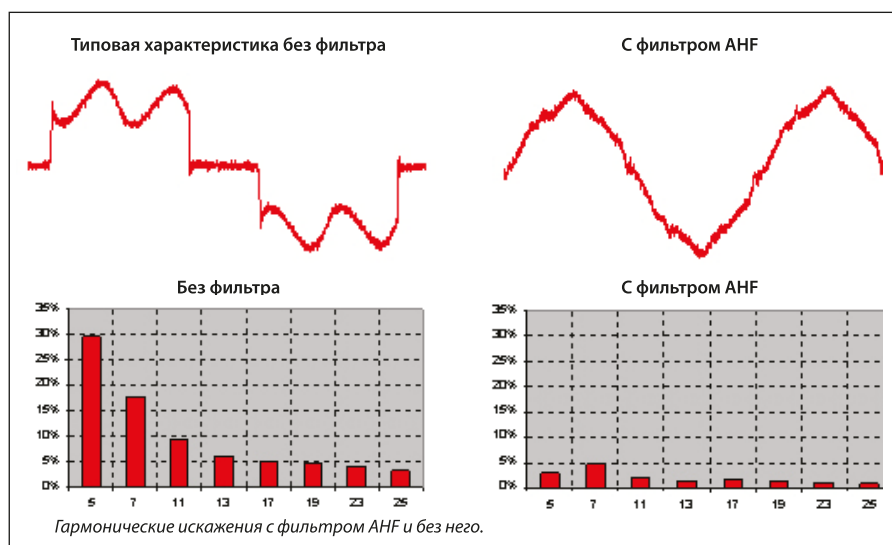 Типовая характеристика без фильтра
С фильтром AHF
Без фильтра
35%
30%
25%
20%
15%
10%
5%
0%
5 7 11 13 17 19 23 25
С фильтром AHF
35%
30%
25%
20%
15%
10%
5%
0%
5 7 11 13 17 19 23 25
Гармонические искажения с фильтром AHF и без него.